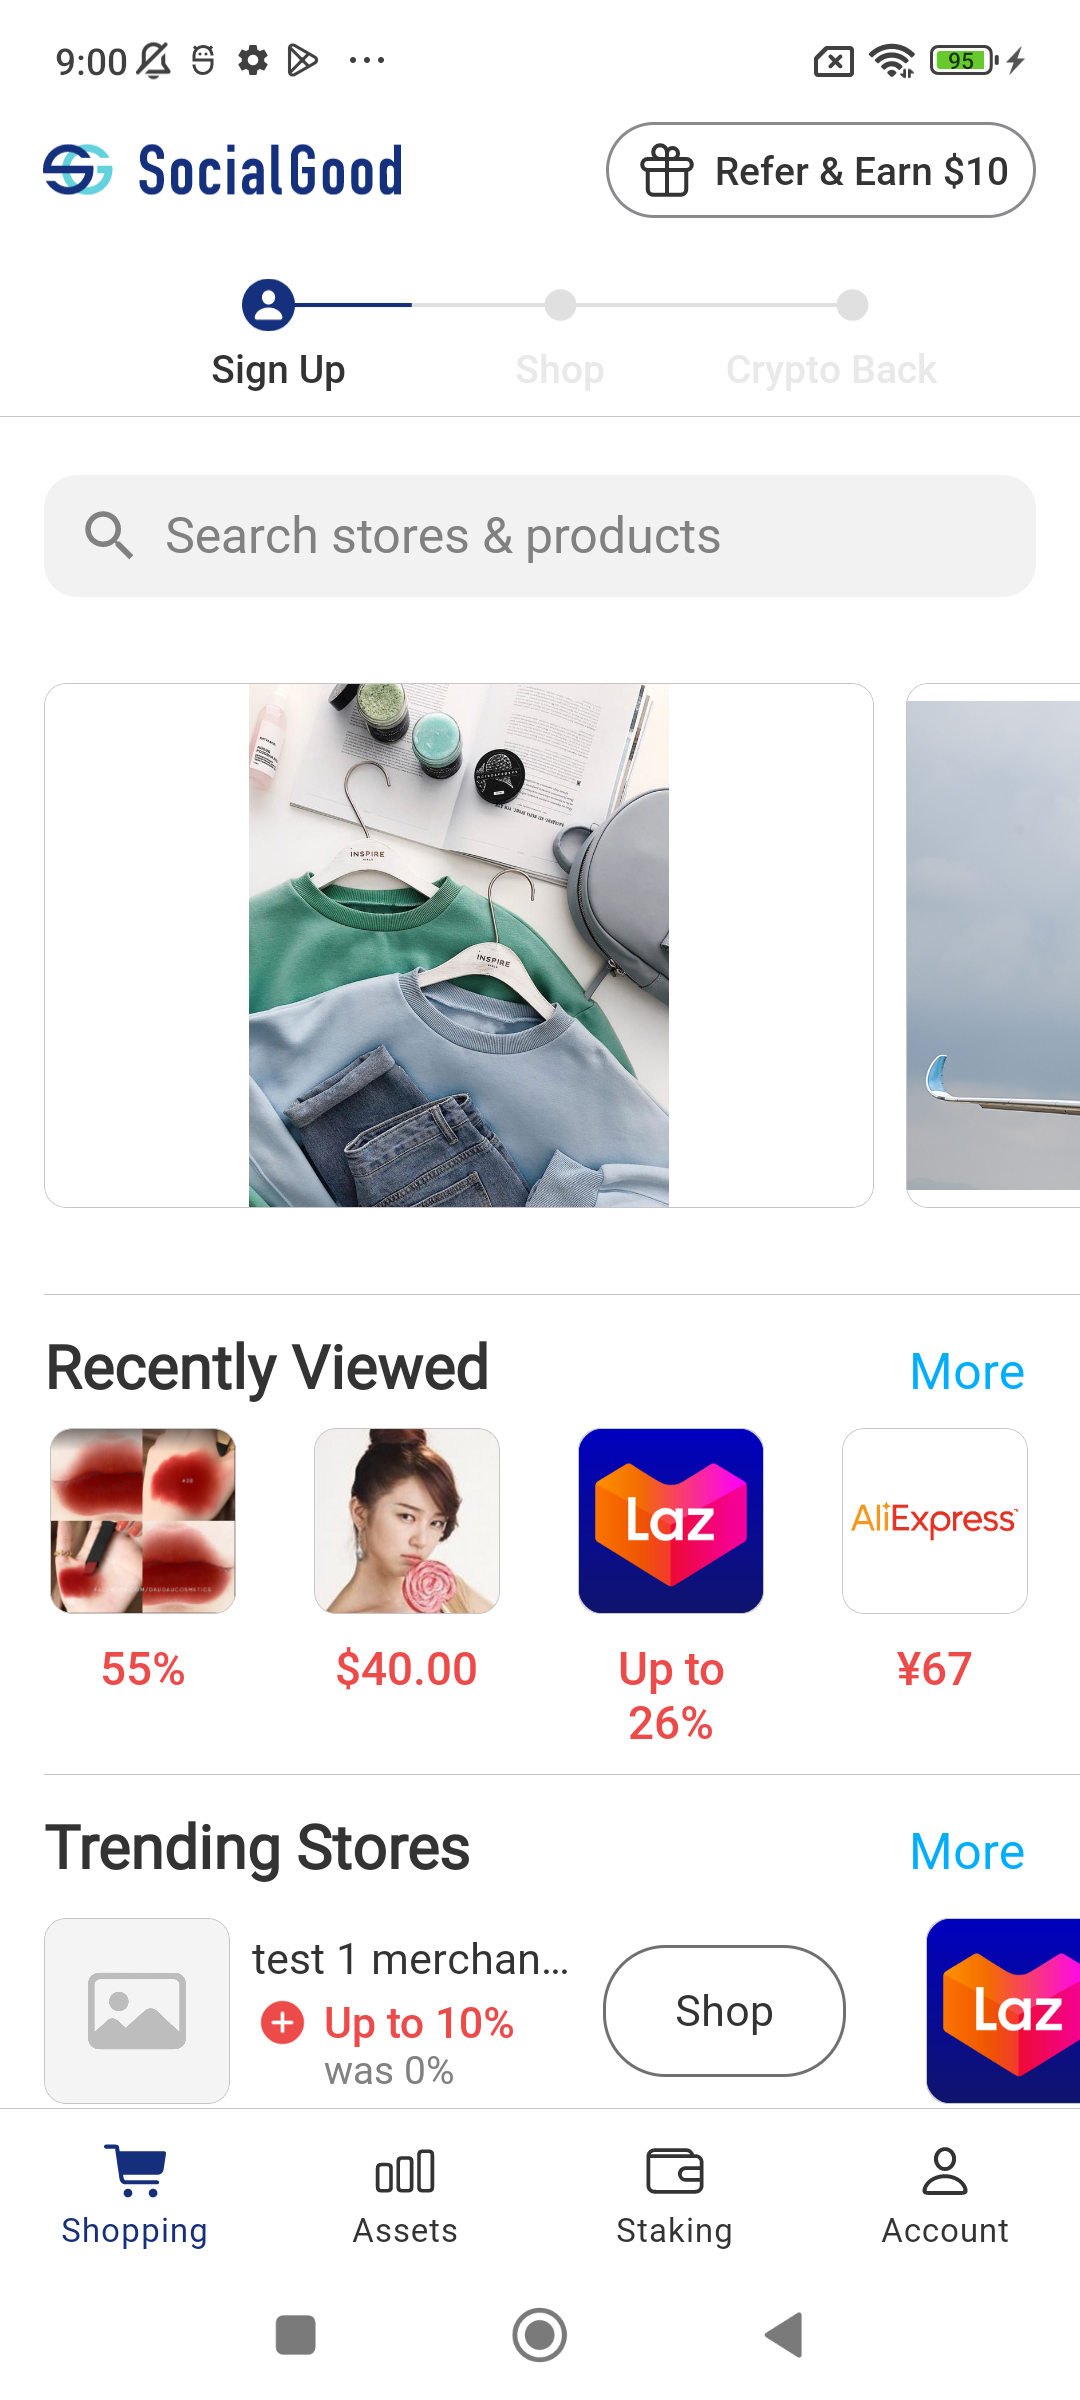 9:00
95
SocialGood
Refer & Earn $10
Sign Up
Shop
Crypto Back
Search stores & products
INSPIRE
INSPIRE
Recently Viewed
More
Laz
AliExpress
55%
$40.00
Up to
26%
¥67
Trending Stores
More
test 1 merchan...
Up to 10%
was 0%
Shop
Laz
Shopping
Assets
Staking
Account